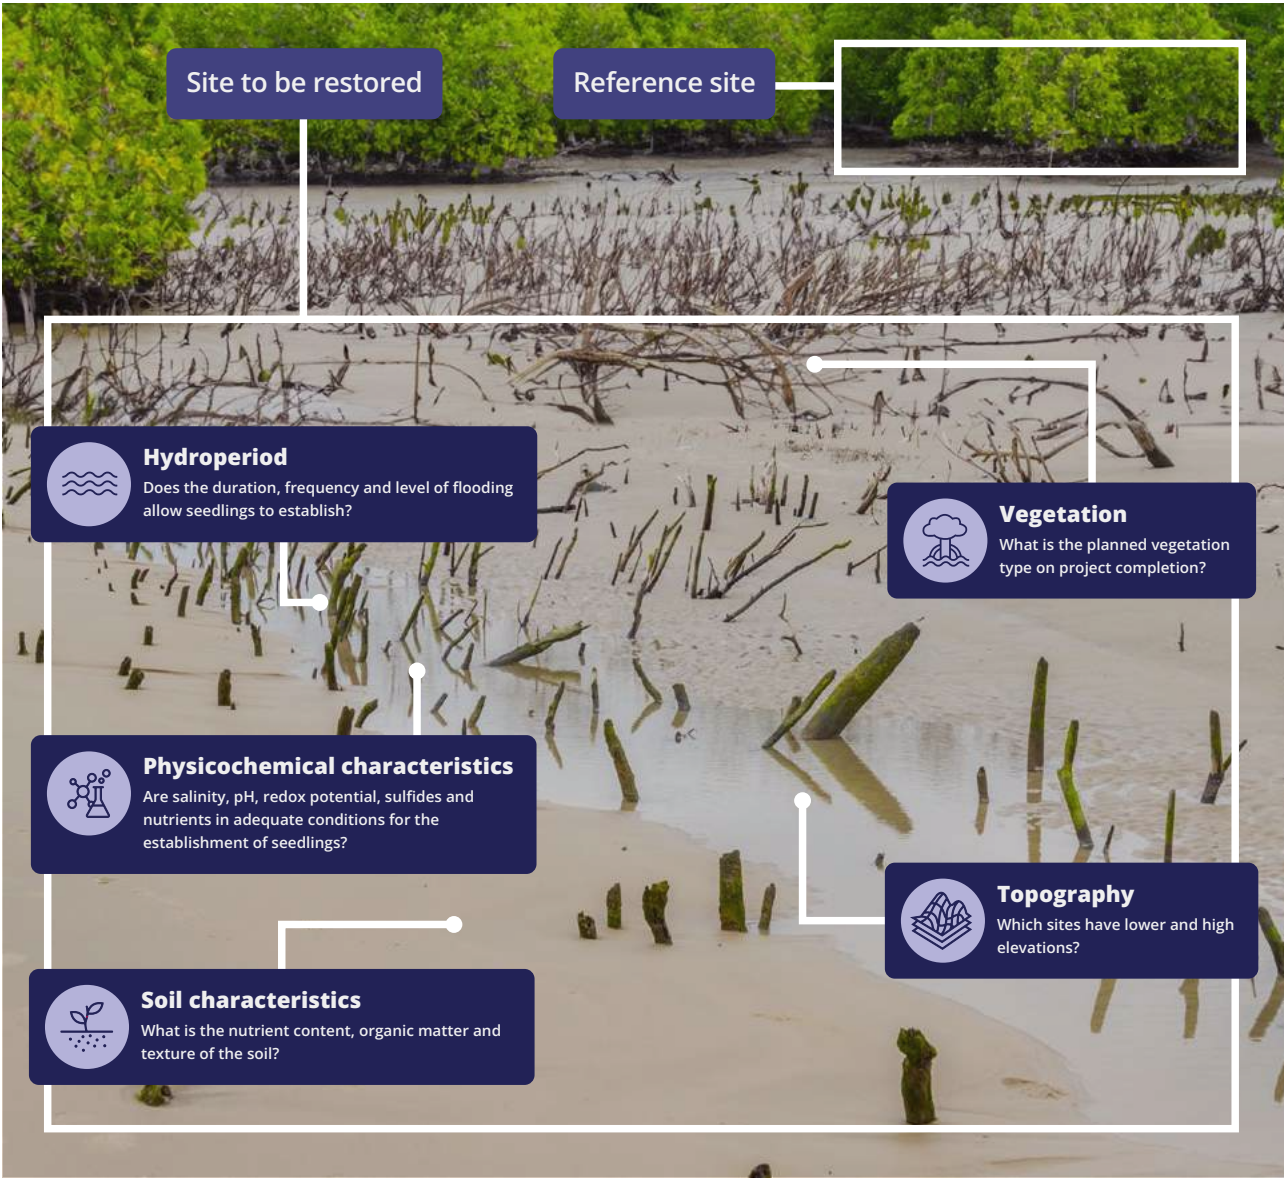 Site to be restored
Reference site
Hydroperiod
Does the duration, frequency and level of flooding
allow seedlings to establish?
Vegetation
What is the planned vegetation
type on project completion?
Physicochemical characteristics
Are salinity, pH, redox potential, sulfides and
nutrients in adequate conditions for the
establishment of seedlings?
Topography
Which sites have lower and high
elevations?
Soil characteristics
What is the nutrient content, organic matter and
texture of the soil?